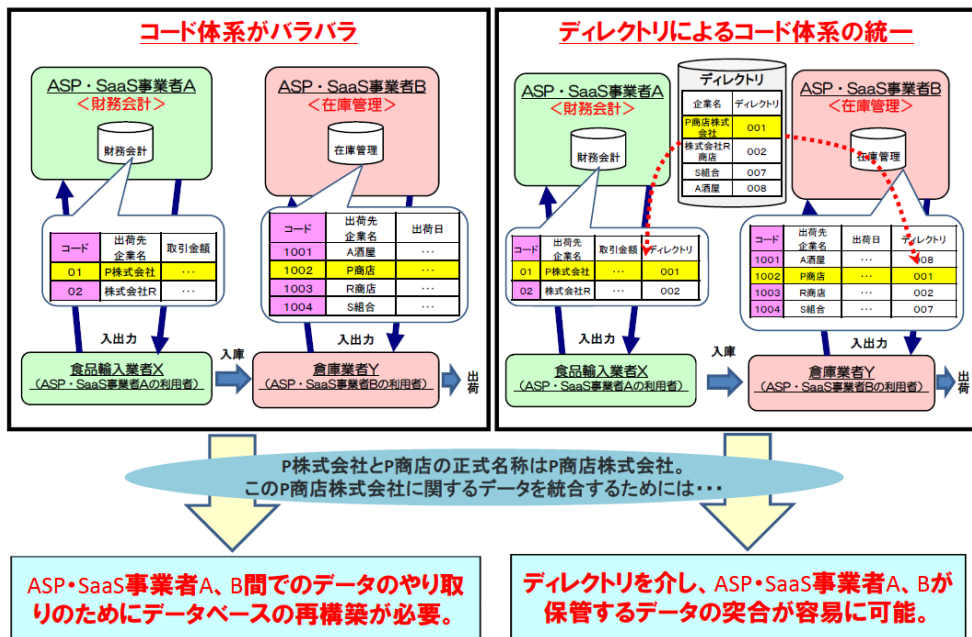 コード体系がバラバラ
ASP・SaaS事業者A
＜財務会計＞
財務会計
ASP・SaaS事業者B
＜在庫管理＞
在庫管理
コード 出荷先企業名 取引金額
01 P株式会社 …
02 株式会社R …
コード 出荷先企業名 出荷日
1001 A酒屋 …
1002 P商店 …
1003 R商店 …
1004 S組合 …
入出力
入出力
食品輸入業者X
（ASP・SaaS事業者Aの利用者）
入庫
倉庫業者Y
（ASP・SaaS事業者Bの利用者）
出荷
ディレクトリによるコード体系の統一
ASP・SaaS事業者A
＜財務会計＞
財務会計
ディレクトリ
企業名 ディレクトリ
P商店株式会社 001
株式会社R商店 002
S組合 007
A酒屋 008
ASP・SaaS事業者B
＜在庫管理＞
在庫管理
コード 出荷先企業名 取引金額 ディレクトリ
01 P株式会社 … 001
02 株式会社R … 002
コード 出荷先企業名 出荷日 ディレクトリ
1001 A酒屋 … 008
1002 P商店 … 001
1003 R商店 … 002
1004 S組合 … 007
入出力
入出力
食品輸入業者X
（ASP・SaaS事業者Aの利用者）
入庫
倉庫業者Y
（ASP・SaaS事業者Bの利用者）
出荷
P株式会社とP商店の正式名称はP商店株式会社。
このP商店株式会社に関するデータを統合するためには・・・
ASP・SaaS事業者A、B間でのデータのやり取
りのためにデータベースの再構築が必要。
ディレクトリを介し、ASP・SaaS事業者A、Bが
保管するデータの突合が容易に可能。